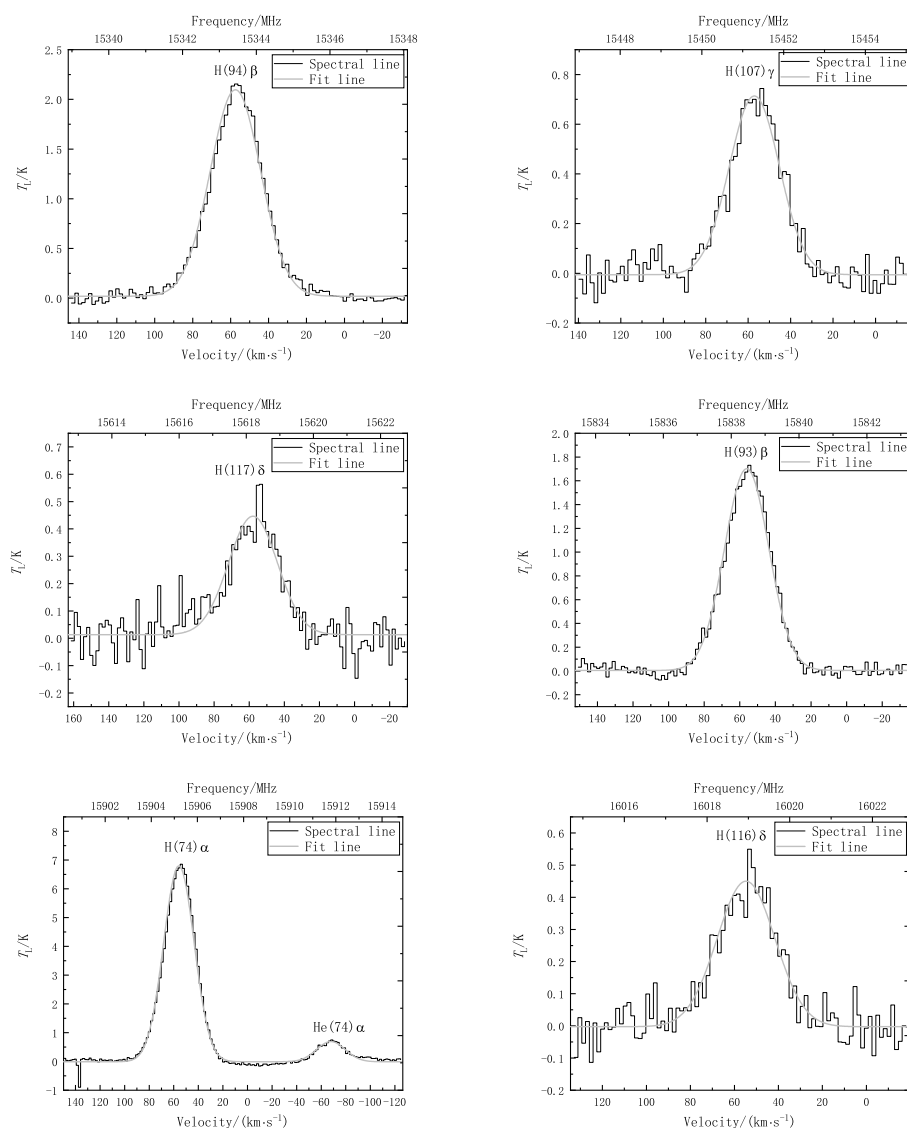 Frequency/MHz
15340 15342 15344 15346 15348
2.5
2.0
1.5
1.0
0.5
0.0
T_L/K
H(94)β
Spectral line
Fit line
140 120 100 80 60 40 20 0 -20
Velocity/(km·s⁻¹)
Frequency/MHz
15448 15450 15452 15454
0.8
0.6
0.4
0.2
0.0
-0.2
T_L/K
H(107)γ
Spectral line
Fit line
140 120 100 80 60 40 20 0
Velocity/(km·s⁻¹)
Frequency/MHz
15614 15616 15618 15620 15622
0.7
0.6
0.5
0.4
0.3
0.2
0.1
0.0
-0.1
-0.2
T_L/K
H(117)δ
Spectral line
Fit line
160 140 120 100 80 60 40 20 0 -20
Velocity/(km·s⁻¹)
Frequency/MHz
15834 15836 15838 15840 15842
2.0
1.8
1.6
1.4
1.2
1.0
0.8
0.6
0.4
0.2
0.0
-0.2
T_L/K
H(93)β
Spectral line
Fit line
140 120 100 80 60 40 20 0 -20
Velocity/(km·s⁻¹)
Frequency/MHz
15902 15904 15906 15908 15910 15912 15914
8
7
6
5
4
3
2
1
0
-1
T_L/K
H(74)α
He(74)α
Spectral line
Fit line
140 120 100 80 60 40 20 0 -20 -40 -60 -80 -100 -120
Velocity/(km·s⁻¹)
Frequency/MHz
16016 16018 16020 16022
0.6
0.5
0.4
0.3
0.2
0.1
0.0
-0.1
-0.2
T_L/K
H(116)δ
Spectral line
Fit line
120 100 80 60 40 20 0
Velocity/(km·s⁻¹)